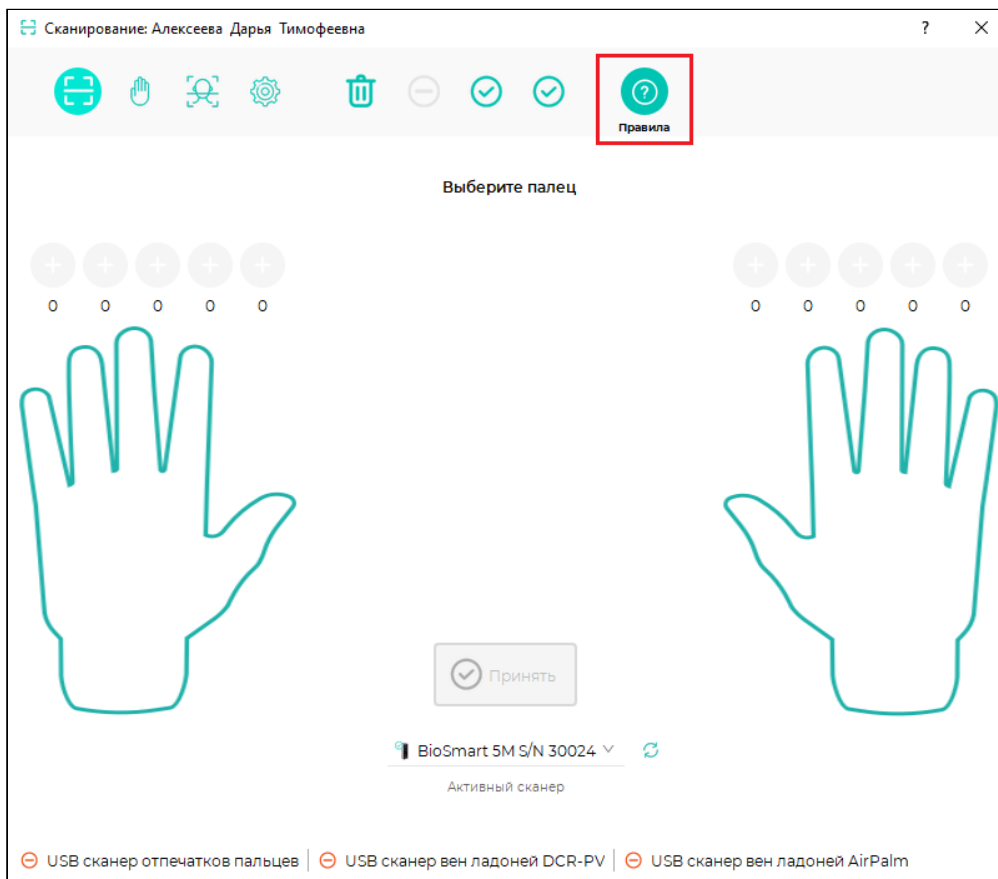 Сканирование: Алексеева Дарья Тимофеевна ?
Правила
Выберите палец
0 0 0 0 0 0 0 0 0 0
Принять
BioSmart 5M S/N 30024
Активный сканер
USB сканер отпечатков пальцев USB сканер вен ладоней DCR-PV USB сканер вен ладоней AirPalm